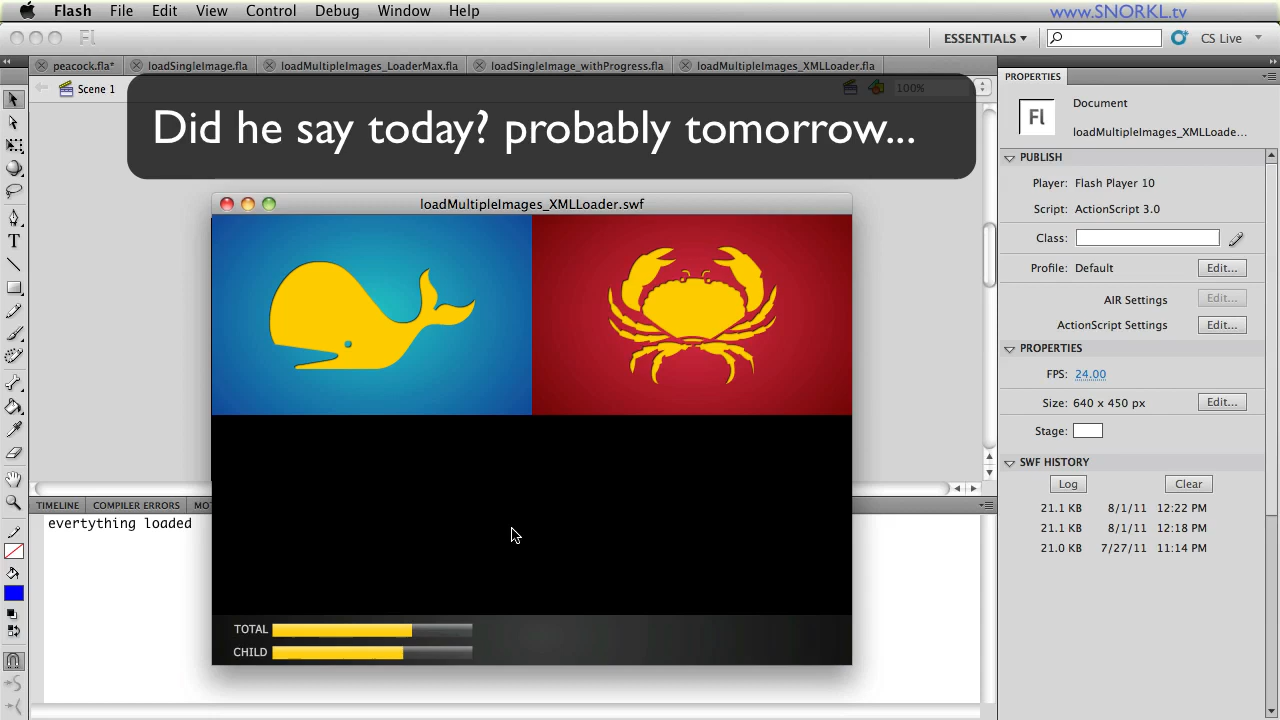 Flash File Edit View Control Debug Window Help
www.SNORKL.tv
Fl
ESSENTIALS
CS Live
peacock.fla* loadSingleImage.fla loadMultipleImages_LoaderMax.fla loadSingleImage_withProgress.fla loadMultipleImages_XMLLoader.fla
Scene 1
100%
Did he say today? probably tomorrow...
loadMultipleImages_XMLLoader.swf
TOTAL
CHILD
TIMELINE COMPILER ERRORS MOT
evertything loaded
PROPERTIES
Fl
Document
loadMultipleImages_XMLLoade...
PUBLISH
Player: Flash Player 10
Script: ActionScript 3.0
Class:
Profile: Default Edit...
AIR Settings Edit...
ActionScript Settings Edit...
PROPERTIES
FPS: 24.00
Size: 640 x 450 px Edit...
Stage:
SWF HISTORY
Log Clear
21.1 KB 8/1/11 12:22 PM
21.1 KB 8/1/11 12:18 PM
21.0 KB 7/27/11 11:14 PM